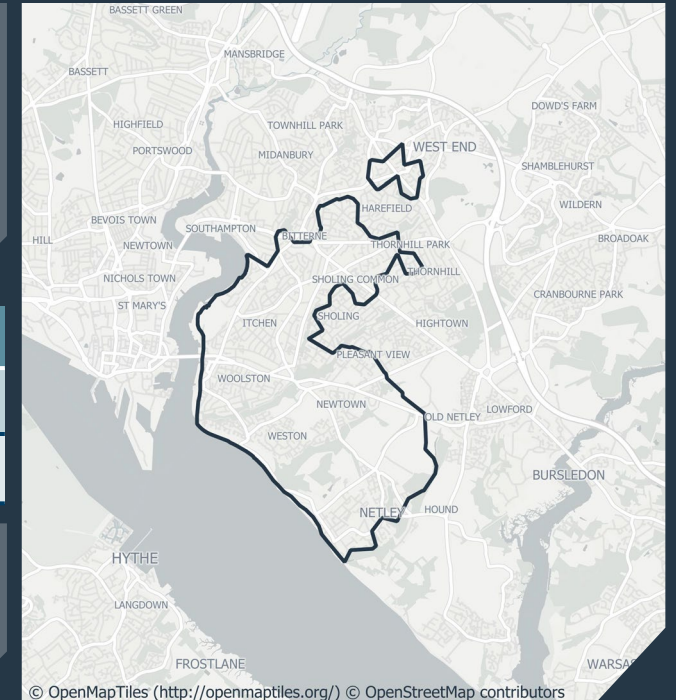 BASSETT GREEN
MANSBRIDGE
BASSETT
DOWD'S FARM
HIGHFIELD
TOWNHILL PARK
WEST END
PORTSWOOD
MIDANBURY
SHAMBLEHURST
WILDERN
HAREFIELD
BEVOIS TOWN
SOUTHAMPTON
BITTERNE
HILL
NEWTOWN
THORNHILL PARK
BROADOAK
NICHOLS TOWN
SHOLING COMMON
THORNHILL
CRANBOURNE PARK
ST MARY'S
ITCHEN
SHOLING
HIGHTOWN
PLEASANT VIEW
WOOLSTON
NEWTOWN
OLD NETLEY
LOWFORD
WESTON
BURSLEDON
NETLEY
HOUND
HYTHE
LANGDOWN
FROSTLANE
WARSAS
© OpenMapTiles (http://openmaptiles.org/) © OpenStreetMap contributors